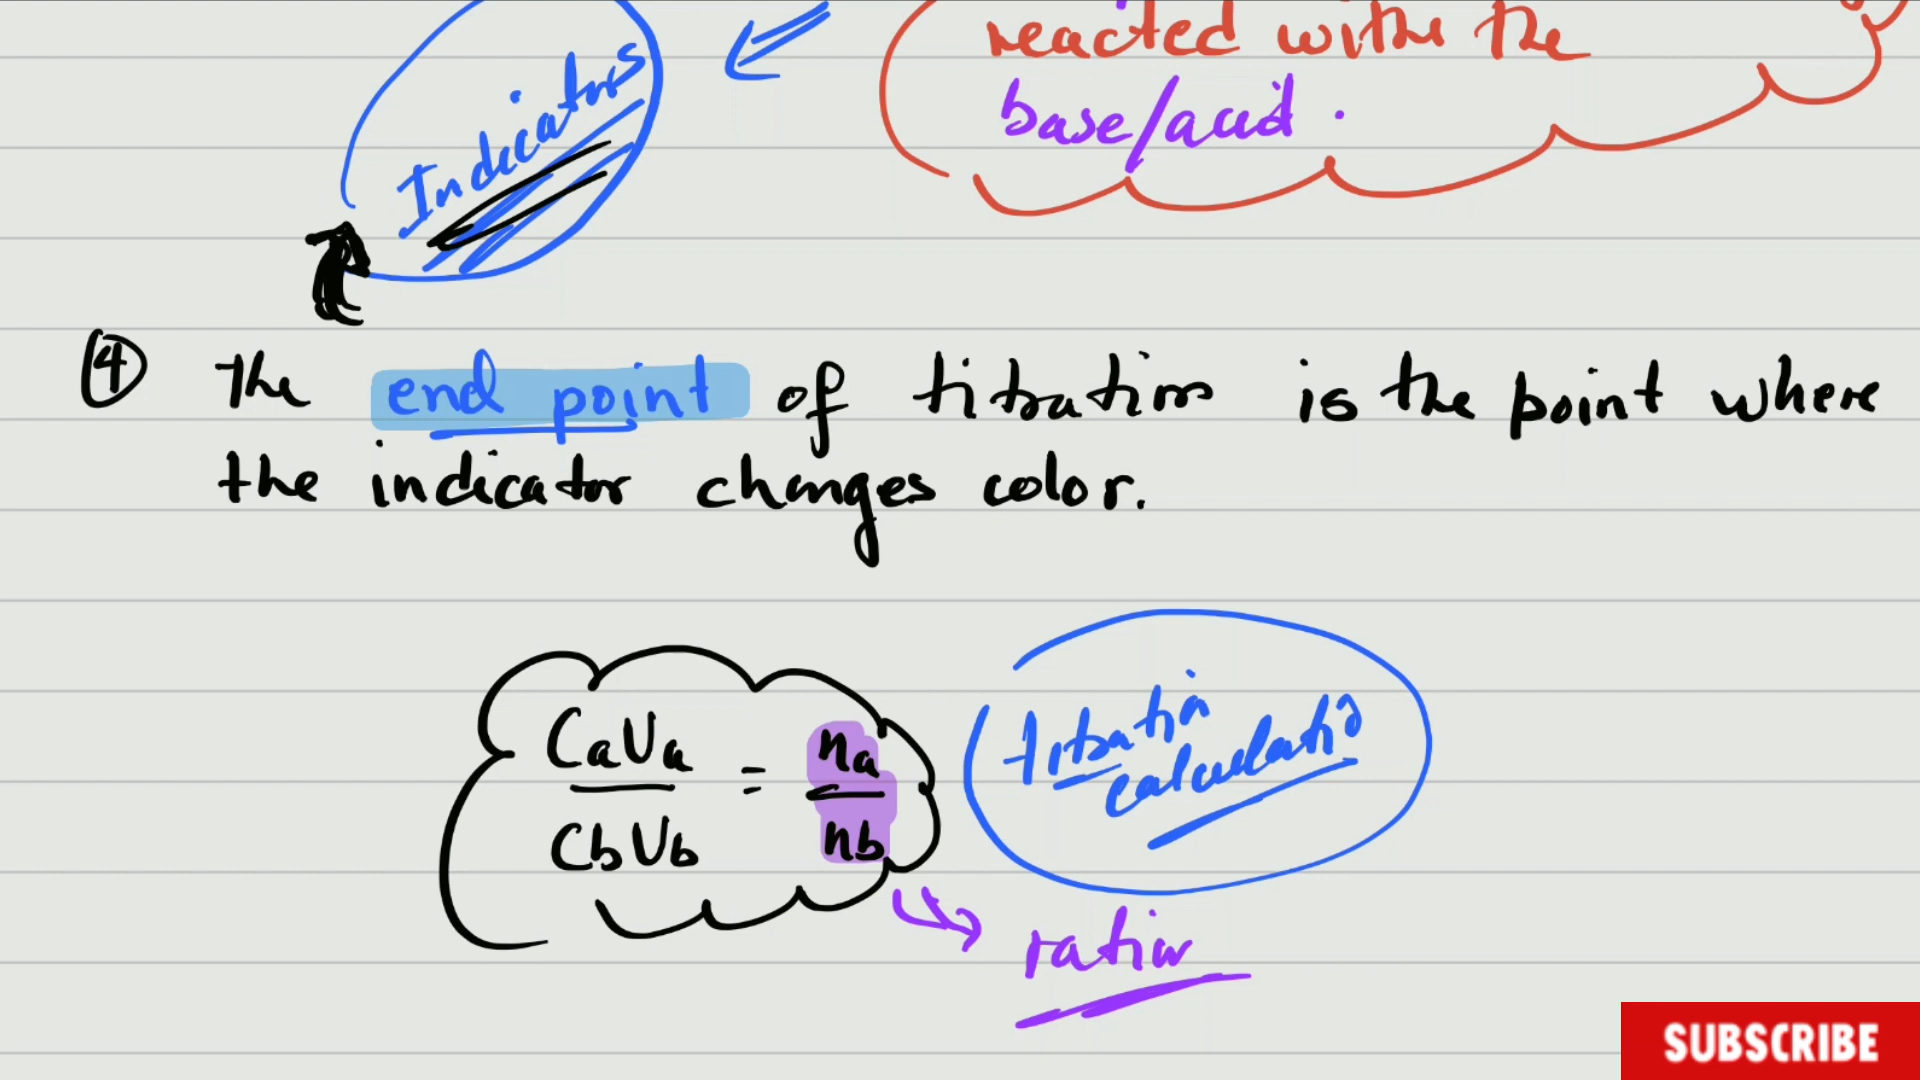 reacted with the
base/acid.
Indicators
④ The end point of titration is the point where
the indicator changes color.
CaVa
CbVb
=
na
nb
titration
calculation
ratio
SUBSCRIBE